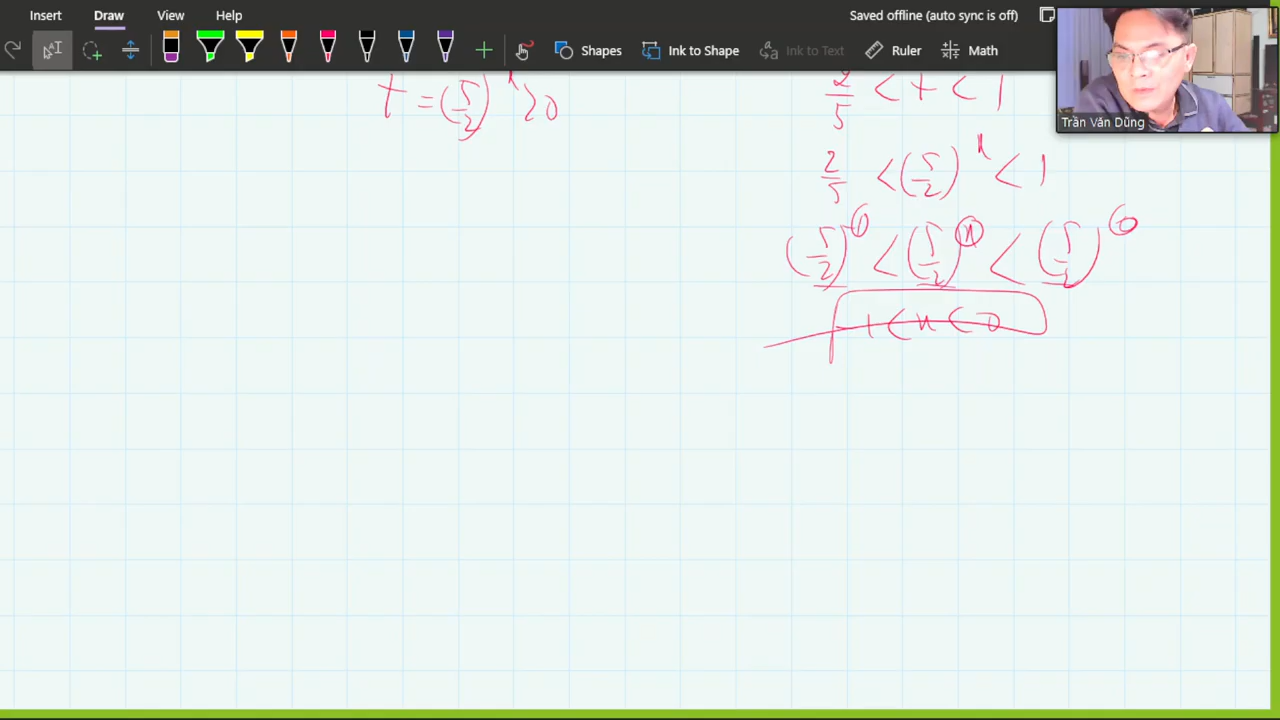 Insert Draw View Help Saved offline (auto sync is off)
Shapes Ink to Shape Ink to Text Ruler Math
Trần Văn Dũng
t = (5/2)^x > 0
2/5 < t < 1
2/5 < (5/2)^x < 1
(5/2)^-1 < (5/2)^x < (5/2)^0
-1 < x < 0